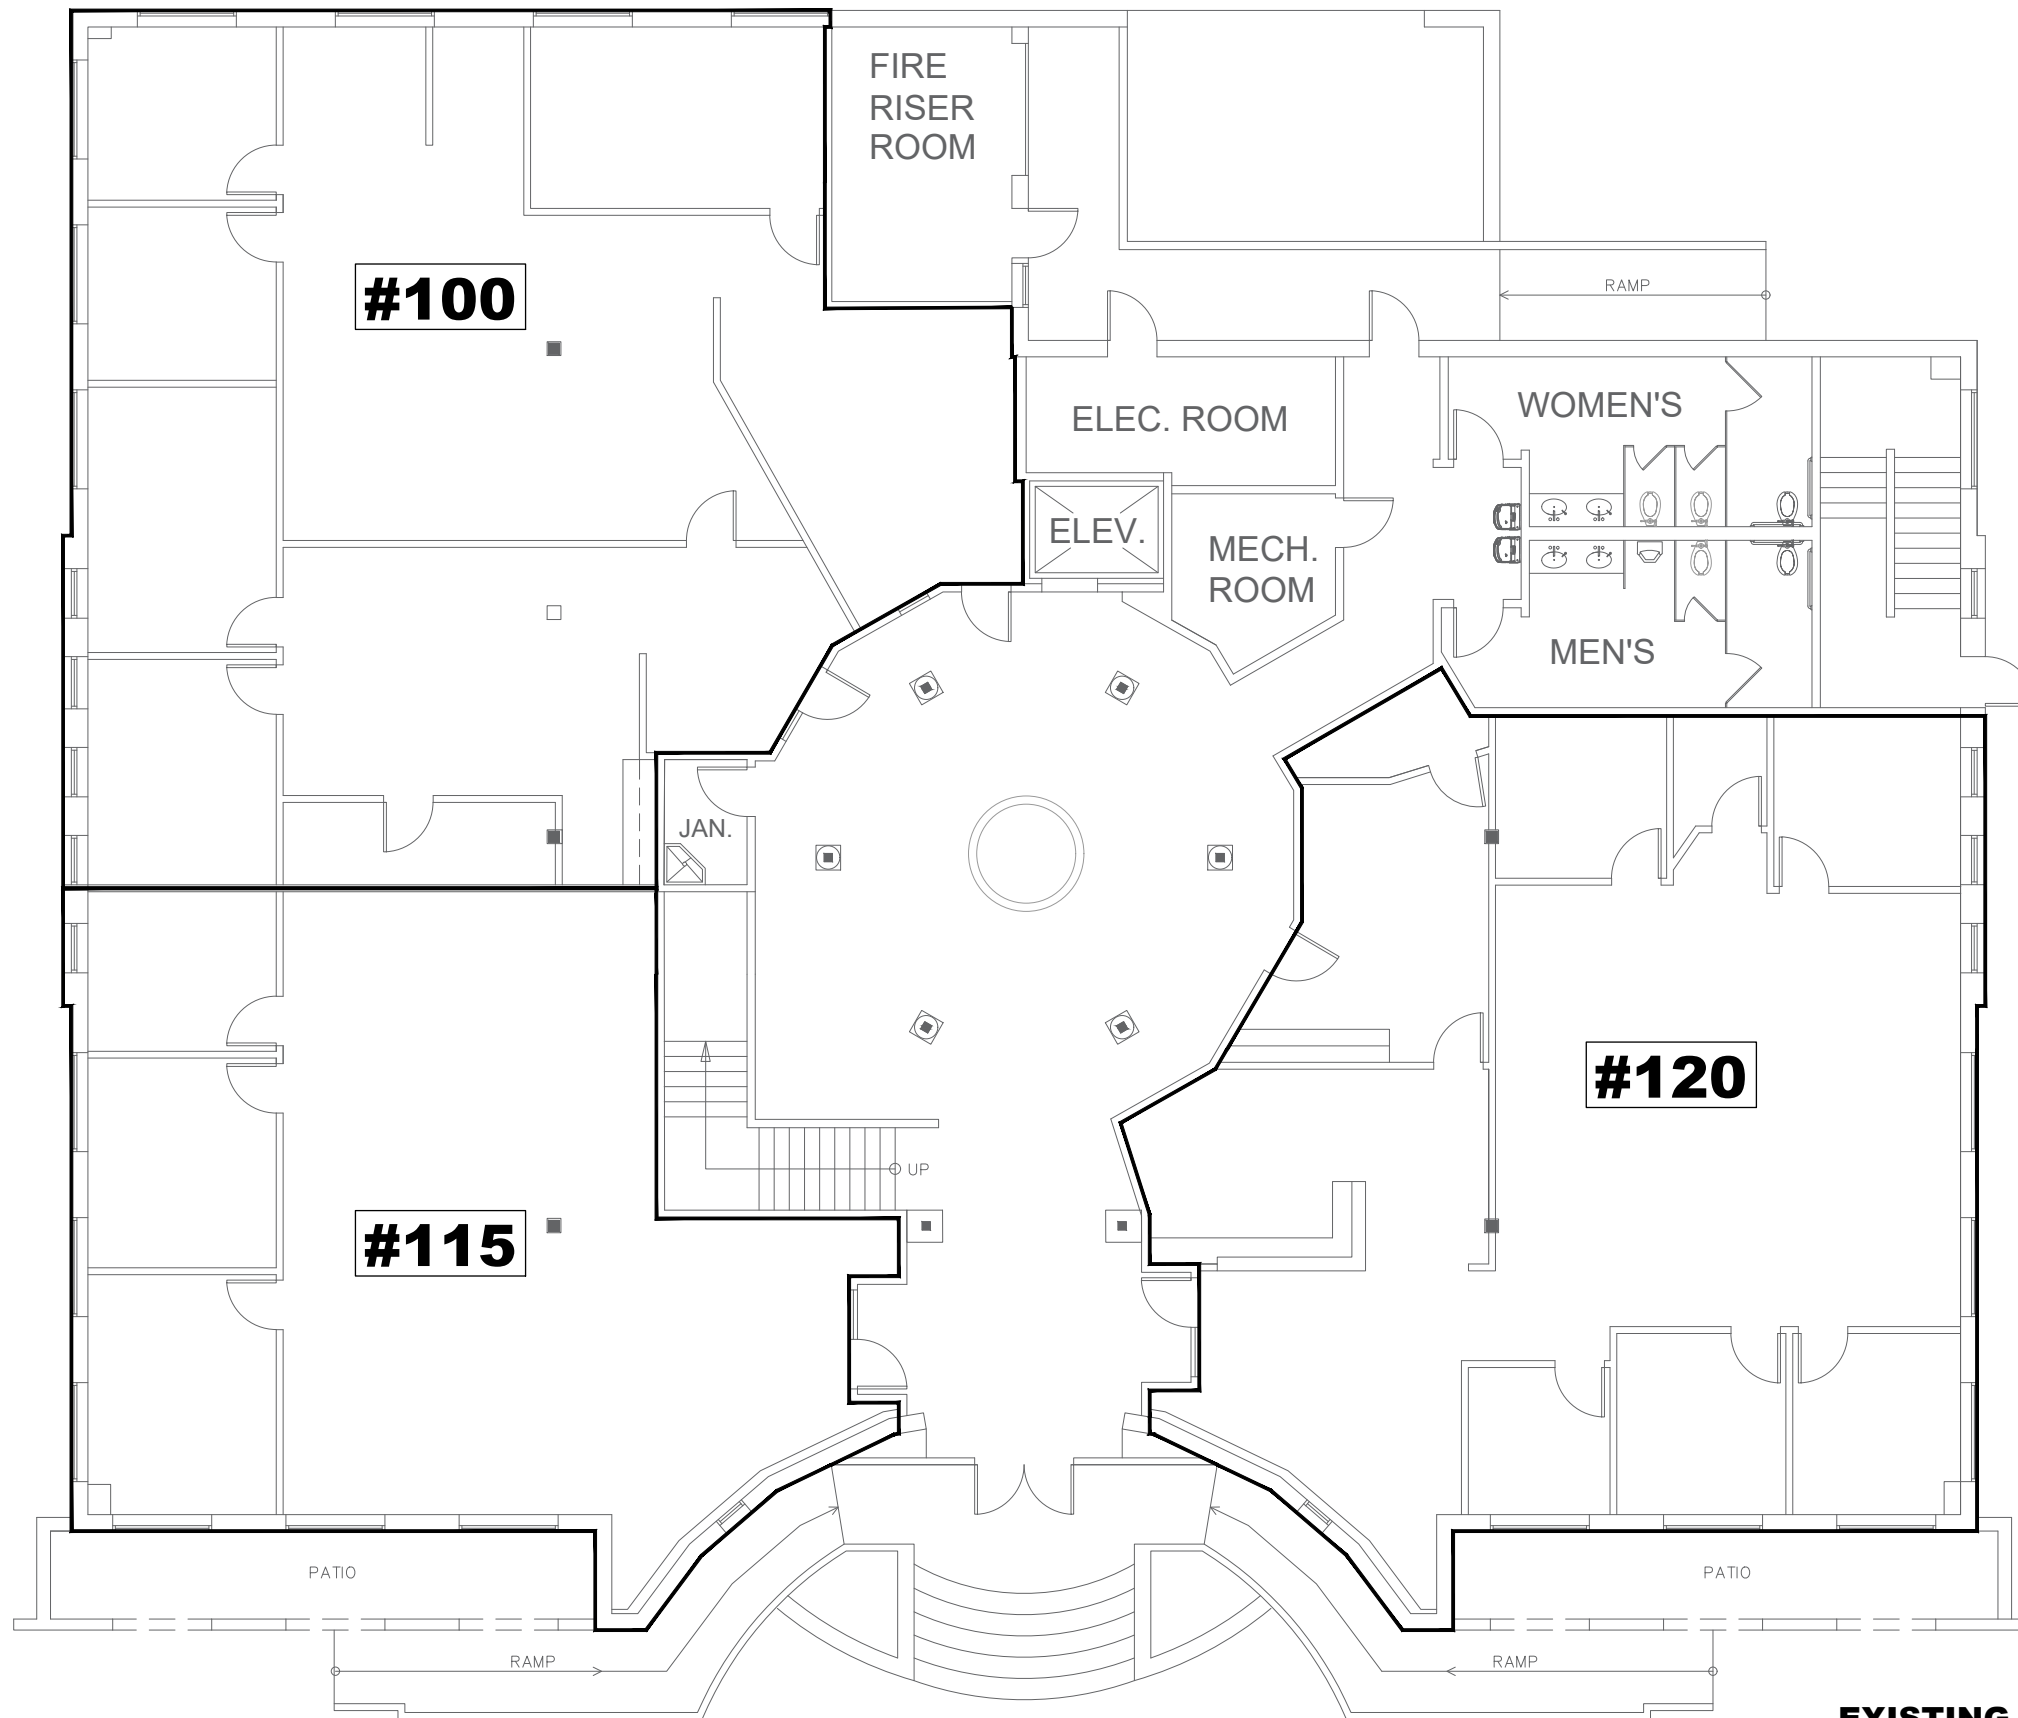 FIRE
RISER
ROOM
#100
RAMP
ELEC. ROOM
WOMEN'S
ELEV.
MECH.
ROOM
MEN'S
JAN.
#120
UP
#115
PATIO
PATIO
RAMP
RAMP
EXISTING